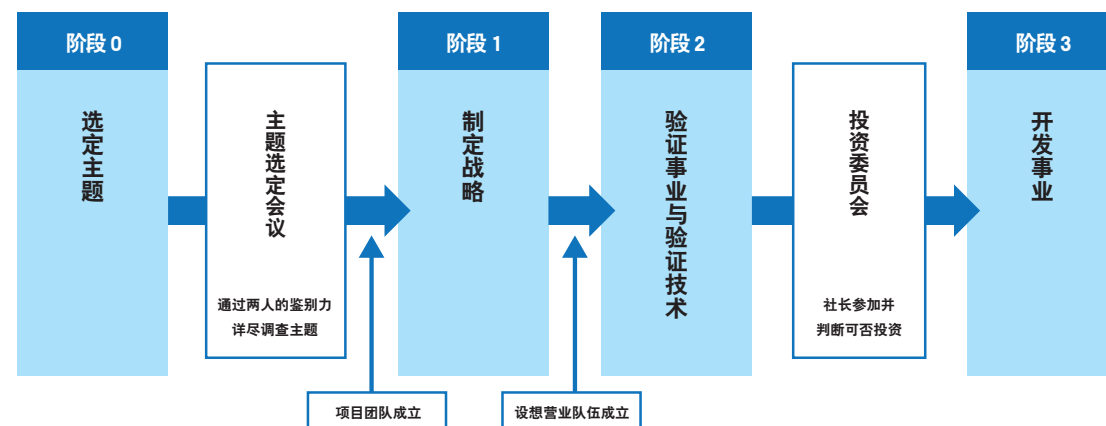 阶段 0
选定主题
主题选定会议
通过两人的鉴别力
详尽调查主题
项目团队成立
阶段 1
制定战略
设想营业队伍成立
阶段 2
验证事业与验证技术
投资委员会
社长参加并
判断可否投资
阶段 3
开发事业